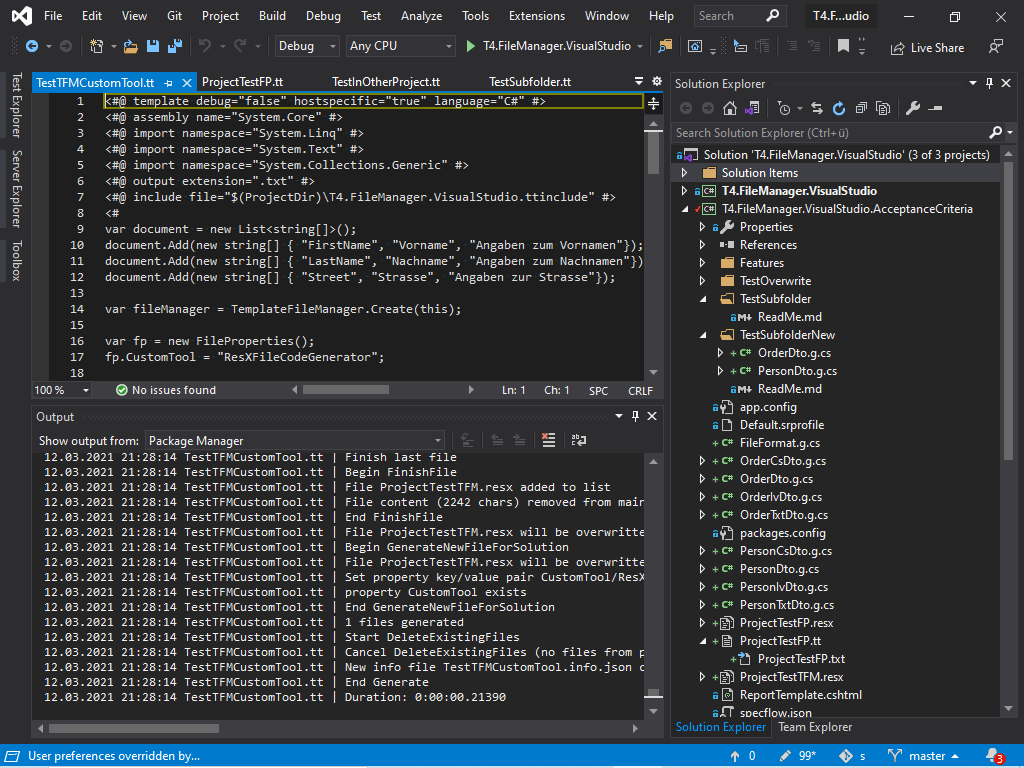 File Edit View Git Project Build Debug Test Analyze Tools Extensions Window Help Search T4.F...udio
Debug Any CPU T4.FileManager.VisualStudio Live Share
Test Explorer
Server Explorer
Toolbox
TestTFMCustomTool.tt ProjectTestFP.tt TestInOtherProject.tt TestSubfolder.tt
1 <#@ template debug="false" hostspecific="true" language="C#" #>
2 <#@ assembly name="System.Core" #>
3 <#@ import namespace="System.Linq" #>
4 <#@ import namespace="System.Text" #>
5 <#@ import namespace="System.Collections.Generic" #>
6 <#@ output extension=".txt" #>
7 <#@ include file="$(ProjectDir)\T4.FileManager.VisualStudio.ttinclude" #>
8 <#
9 var document = new List<string[]>();
10 document.Add(new string[] { "FirstName", "Vorname", "Angaben zum Vornamen"});
11 document.Add(new string[] { "LastName", "Nachname", "Angaben zum Nachnamen"})
12 document.Add(new string[] { "Street", "Strasse", "Angaben zur Strasse"});
13
14 var fileManager = TemplateFileManager.Create(this);
15
16 var fp = new FileProperties();
17 fp.CustomTool = "ResXFileCodeGenerator";
18
100 % No issues found Ln: 1 Ch: 1 SPC CRLF
Output
Show output from: Package Manager
12.03.2021 21:28:14 TestTFMCustomTool.tt | Finish last file
12.03.2021 21:28:14 TestTFMCustomTool.tt | Begin FinishFile
12.03.2021 21:28:14 TestTFMCustomTool.tt | File ProjectTestTFM.resx added to list
12.03.2021 21:28:14 TestTFMCustomTool.tt | File content (2242 chars) removed from main
12.03.2021 21:28:14 TestTFMCustomTool.tt | End FinishFile
12.03.2021 21:28:14 TestTFMCustomTool.tt | File ProjectTestTFM.resx will be overwritte
12.03.2021 21:28:14 TestTFMCustomTool.tt | Begin GenerateNewFileForSolution
12.03.2021 21:28:14 TestTFMCustomTool.tt | File ProjectTestTFM.resx will be overwritte
12.03.2021 21:28:14 TestTFMCustomTool.tt | Set property key/value pair CustomTool/ResX
12.03.2021 21:28:14 TestTFMCustomTool.tt | property CustomTool exists
12.03.2021 21:28:14 TestTFMCustomTool.tt | End GenerateNewFileForSolution
12.03.2021 21:28:14 TestTFMCustomTool.tt | 1 files generated
12.03.2021 21:28:14 TestTFMCustomTool.tt | Start DeleteExistingFiles
12.03.2021 21:28:14 TestTFMCustomTool.tt | Cancel DeleteExistingFiles (no files from p
12.03.2021 21:28:14 TestTFMCustomTool.tt | New info file TestTFMCustomTool.info.json c
12.03.2021 21:28:14 TestTFMCustomTool.tt | End Generate
12.03.2021 21:28:14 TestTFMCustomTool.tt | Duration: 0:00:00.21390
Solution Explorer
Search Solution Explorer (Ctrl+ü)
Solution 'T4.FileManager.VisualStudio' (3 of 3 projects)
Solution Items
C# T4.FileManager.VisualStudio
C# T4.FileManager.VisualStudio.AcceptanceCriteria
Properties
References
Features
TestOverwrite
TestSubfolder
M↓ ReadMe.md
TestSubfolderNew
+ C# OrderDto.g.cs
+ C# PersonDto.g.cs
M↓ ReadMe.md
app.config
Default.srprofile
+ C# FileFormat.g.cs
+ C# OrderCsDto.g.cs
+ C# OrderDto.g.cs
+ C# OrderIvDto.g.cs
+ C# OrderTxtDto.g.cs
packages.config
+ C# PersonCsDto.g.cs
+ C# PersonDto.g.cs
+ C# PersonIvDto.g.cs
+ C# PersonTxtDto.g.cs
+ ProjectTestFP.resx
+ ProjectTestFP.tt
+ ProjectTestFP.txt
+ ProjectTestTFM.resx
ReportTemplate.cshtml
specflow.json
Solution Explorer Team Explorer
User preferences overridden by... 0 99* s master 3